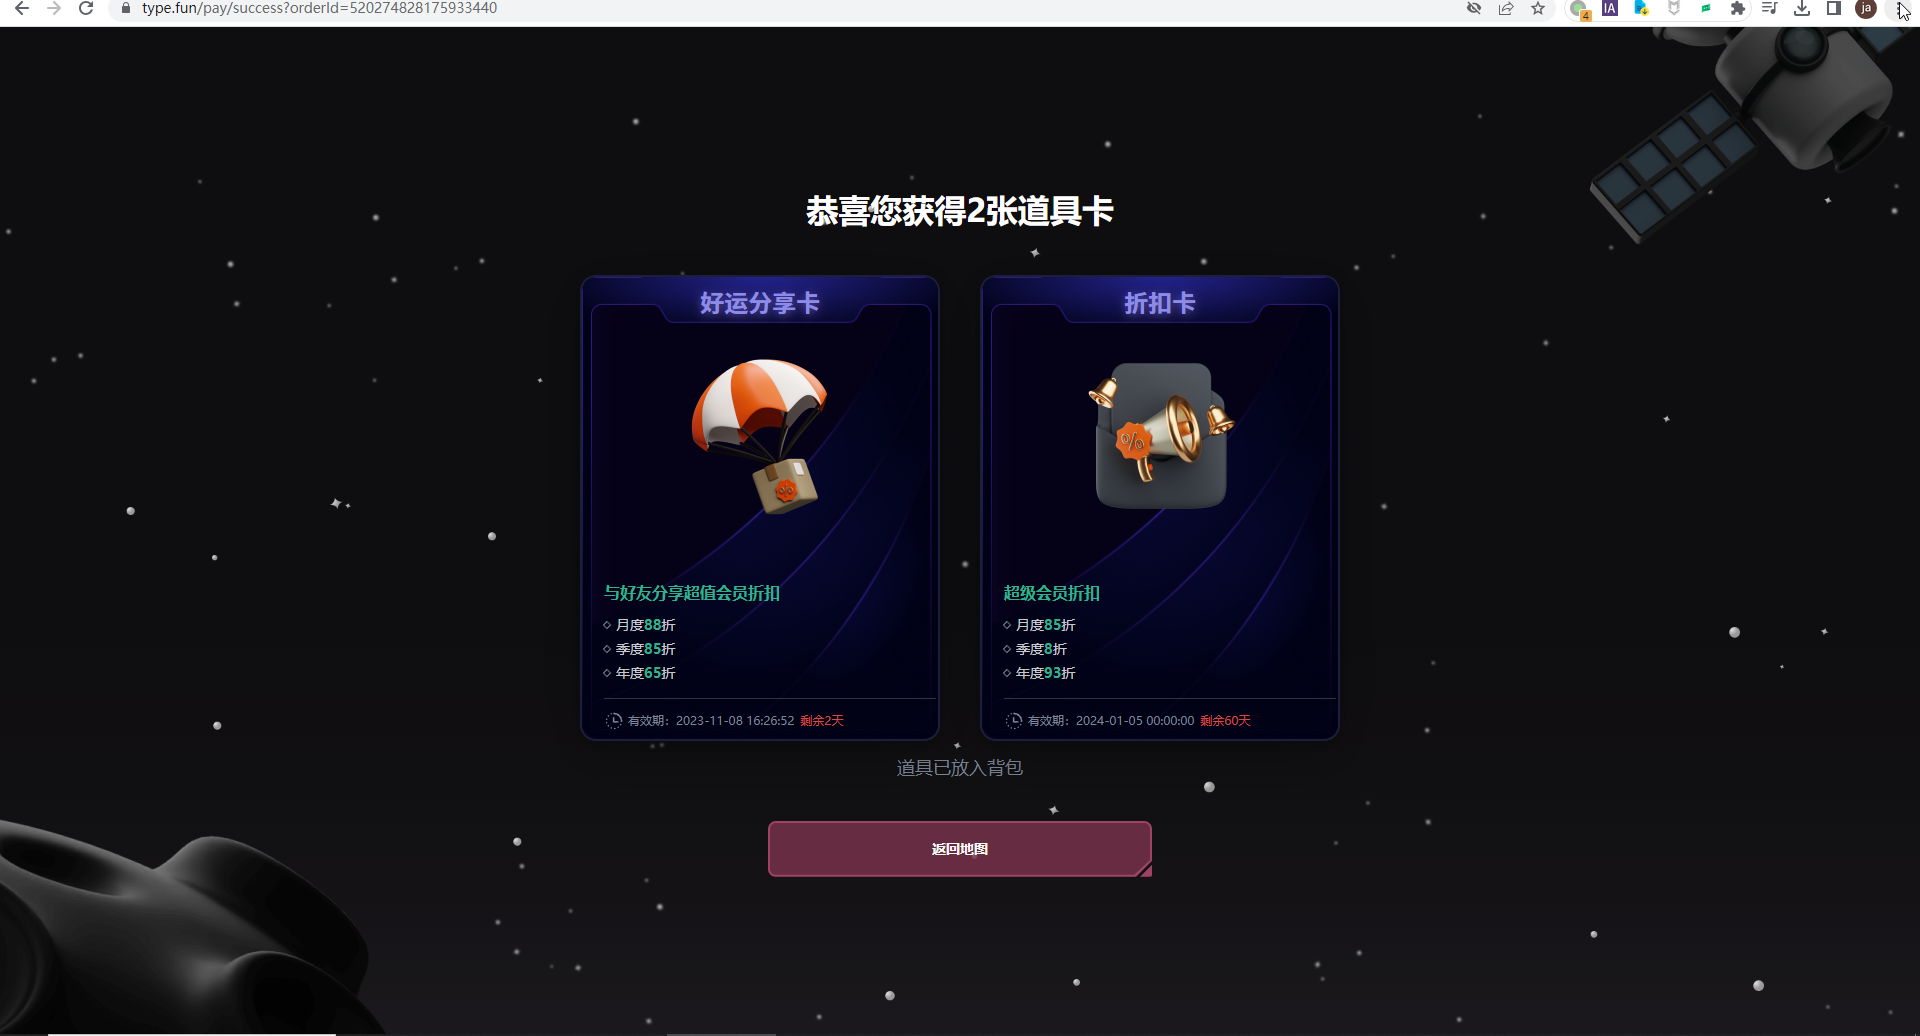 type.fun/pay/success?orderId=520274828175933440
4
IA
ja
恭喜您获得2张道具卡
好运分享卡
%
与好友分享超值会员折扣
月度88折
季度85折
年度65折
有效期：2023-11-08 16:26:52 剩余2天
折扣卡
%
超级会员折扣
月度85折
季度8折
年度93折
有效期：2024-01-05 00:00:00 剩余60天
道具已放入背包
返回地图